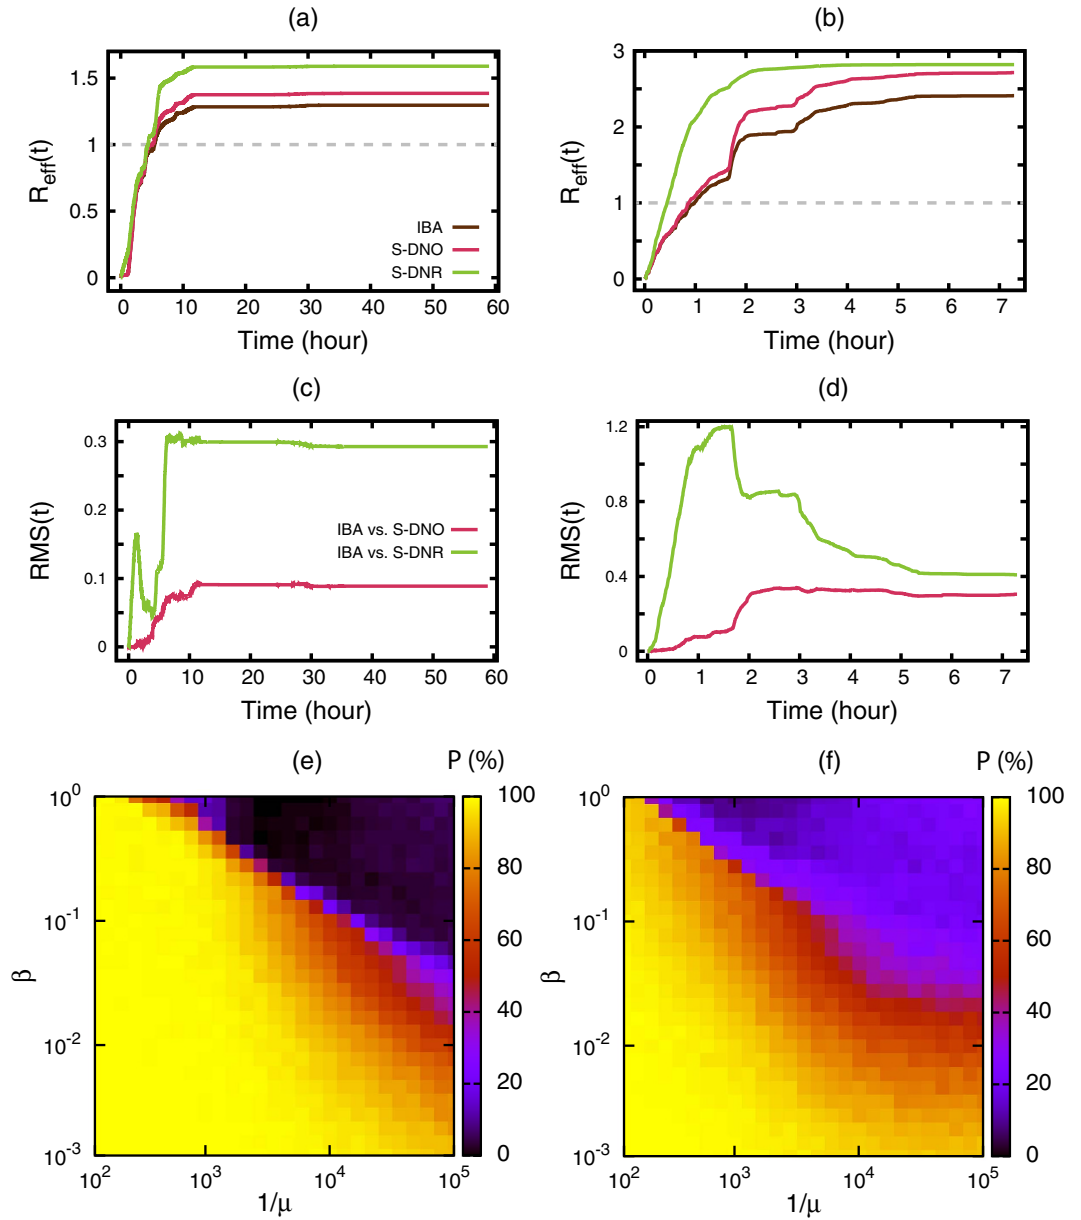 (a)
R_eff(t)
1.5
1
0.5
0
IBA
S-DNO
S-DNR
0 10 20 30 40 50 60
Time (hour)
(b)
R_eff(t)
3
2
1
0
0 1 2 3 4 5 6 7
Time (hour)
(c)
RMS(t)
0.3
0.2
0.1
0
IBA vs. S-DNO
IBA vs. S-DNR
0 10 20 30 40 50 60
Time (hour)
(d)
RMS(t)
1.2
0.8
0.4
0
0 1 2 3 4 5 6 7
Time (hour)
(e)
P (%)
β
10^0
10^-1
10^-2
10^-3
10^2 10^3 10^4 10^5
1/μ
100
80
60
40
20
0
(f)
P (%)
β
10^0
10^-1
10^-2
10^-3
10^2 10^3 10^4 10^5
1/μ
100
80
60
40
20
0